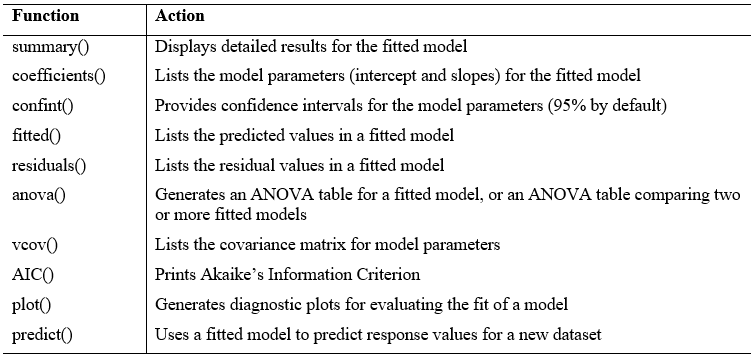 Function Action
summary() Displays detailed results for the fitted model
coefficients() Lists the model parameters (intercept and slopes) for the fitted model
confint() Provides confidence intervals for the model parameters (95% by default)
fitted() Lists the predicted values in a fitted model
residuals() Lists the residual values in a fitted model
anova() Generates an ANOVA table for a fitted model, or an ANOVA table comparing two
or more fitted models
vcov() Lists the covariance matrix for model parameters
AIC() Prints Akaike's Information Criterion
plot() Generates diagnostic plots for evaluating the fit of a model
predict() Uses a fitted model to predict response values for a new dataset